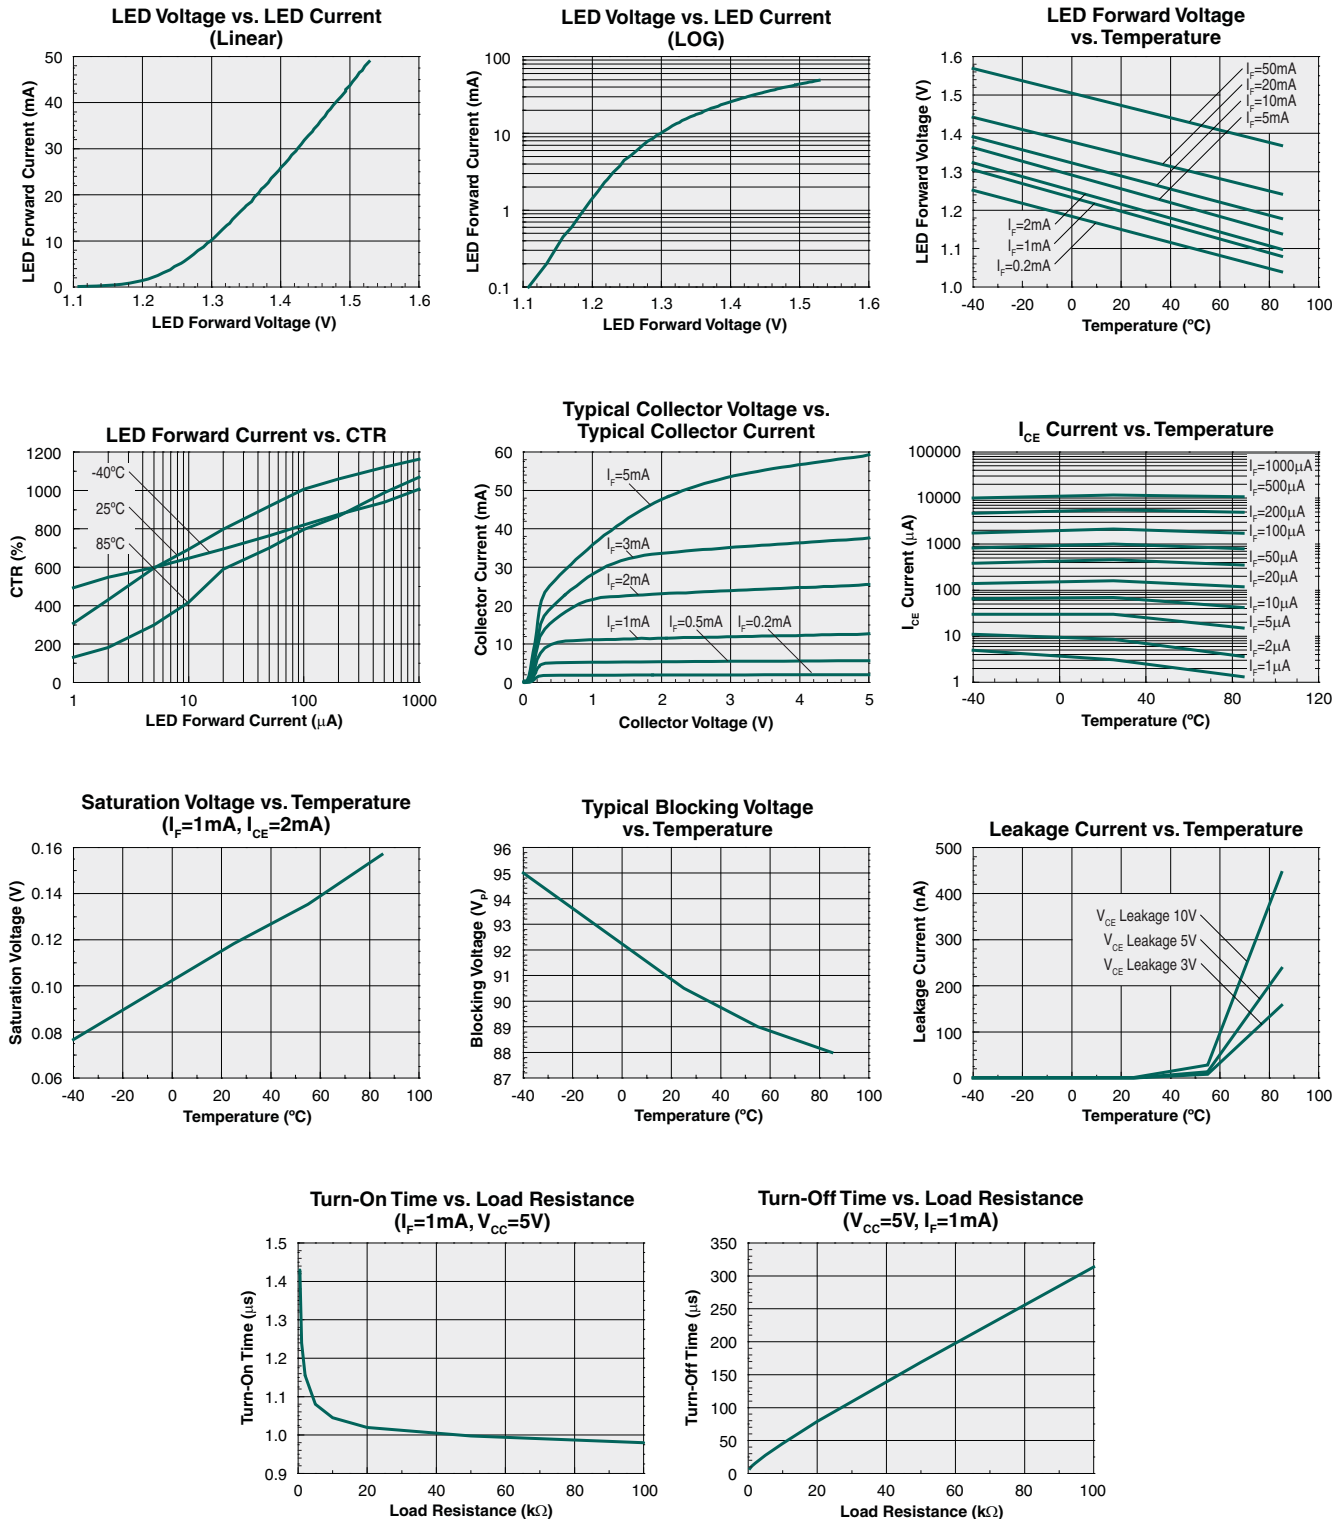 LED Voltage vs. LED Current
(Linear)
50
40
30
20
10
0
LED Forward Current (mA)
1.1 1.2 1.3 1.4 1.5 1.6
LED Forward Voltage (V)
LED Voltage vs. LED Current
(LOG)
100
10
1
0.1
LED Forward Current (mA)
1.1 1.2 1.3 1.4 1.5 1.6
LED Forward Voltage (V)
LED Forward Voltage
vs. Temperature
1.6
1.5
1.4
1.3
1.2
1.1
1.0
LED Forward Voltage (V)
IF=50mA
IF=20mA
IF=10mA
IF=5mA
IF=2mA
IF=1mA
IF=0.2mA
-40 -20 0 20 40 60 80 100
Temperature (ºC)
LED Forward Current vs. CTR
1200
1000
800
600
400
200
0
CTR (%)
-40ºC
25ºC
85ºC
1 10 100 1000
LED Forward Current (μA)
Typical Collector Voltage vs.
Typical Collector Current
60
50
40
30
20
10
0
Collector Current (mA)
IF=5mA
IF=3mA
IF=2mA
IF=1mA IF=0.5mA IF=0.2mA
0 1 2 3 4 5
Collector Voltage (V)
ICE Current vs. Temperature
100000
10000
1000
100
10
1
ICE Current (μA)
IF=1000μA
IF=500μA
IF=200μA
IF=100μA
IF=50μA
IF=20μA
IF=10μA
IF=5μA
IF=2μA
IF=1μA
-40 0 40 80 120
Temperature (ºC)
Saturation Voltage vs. Temperature
(IF=1mA, ICE=2mA)
0.16
0.14
0.12
0.10
0.08
0.06
Saturation Voltage (V)
-40 -20 0 20 40 60 80 100
Temperature (ºC)
Typical Blocking Voltage
vs. Temperature
96
95
94
93
92
91
90
89
88
87
Blocking Voltage (VP)
-40 -20 0 20 40 60 80 100
Temperature (ºC)
Leakage Current vs. Temperature
500
400
300
200
100
0
Leakage Current (nA)
VCE Leakage 10V
VCE Leakage 5V
VCE Leakage 3V
-40 -20 0 20 40 60 80 100
Temperature (ºC)
Turn-On Time vs. Load Resistance
(IF=1mA, VCC=5V)
1.5
1.4
1.3
1.2
1.1
1.0
0.9
Turn-On Time (μs)
0 20 40 60 80 100
Load Resistance (kΩ)
Turn-Off Time vs. Load Resistance
(VCC=5V, IF=1mA)
350
300
250
200
150
100
50
0
Turn-Off Time (μs)
0 20 40 60 80 100
Load Resistance (kΩ)